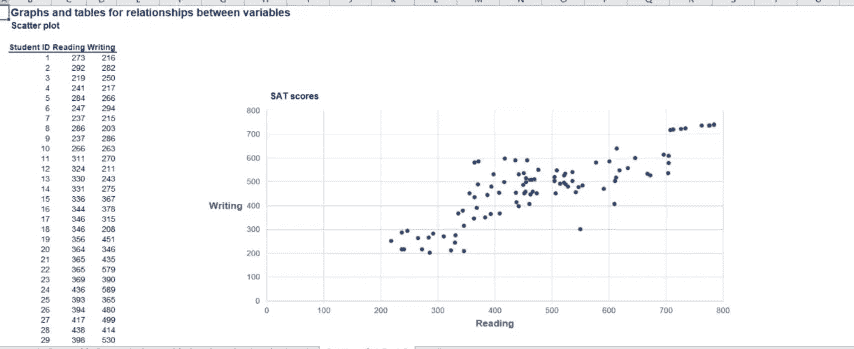 Graphs and tables for relationships between variables
Scatter plot
Student ID Reading Writing
1 273 216
2 292 282
3 219 250
4 241 217
5 284 266
6 247 294
7 237 215
8 286 203
9 237 286
10 266 263
11 311 270
12 324 211
13 330 243
14 331 275
15 336 367
16 344 378
17 346 315
18 346 208
19 356 451
20 364 346
21 365 435
22 365 579
23 369 390
24 436 589
25 393 365
26 394 480
27 417 499
28 438 414
29 398 530
SAT scores
800
700
600
500
Writing 400
300
200
100
0
0 100 200 300 400 500 600 700 800
Reading